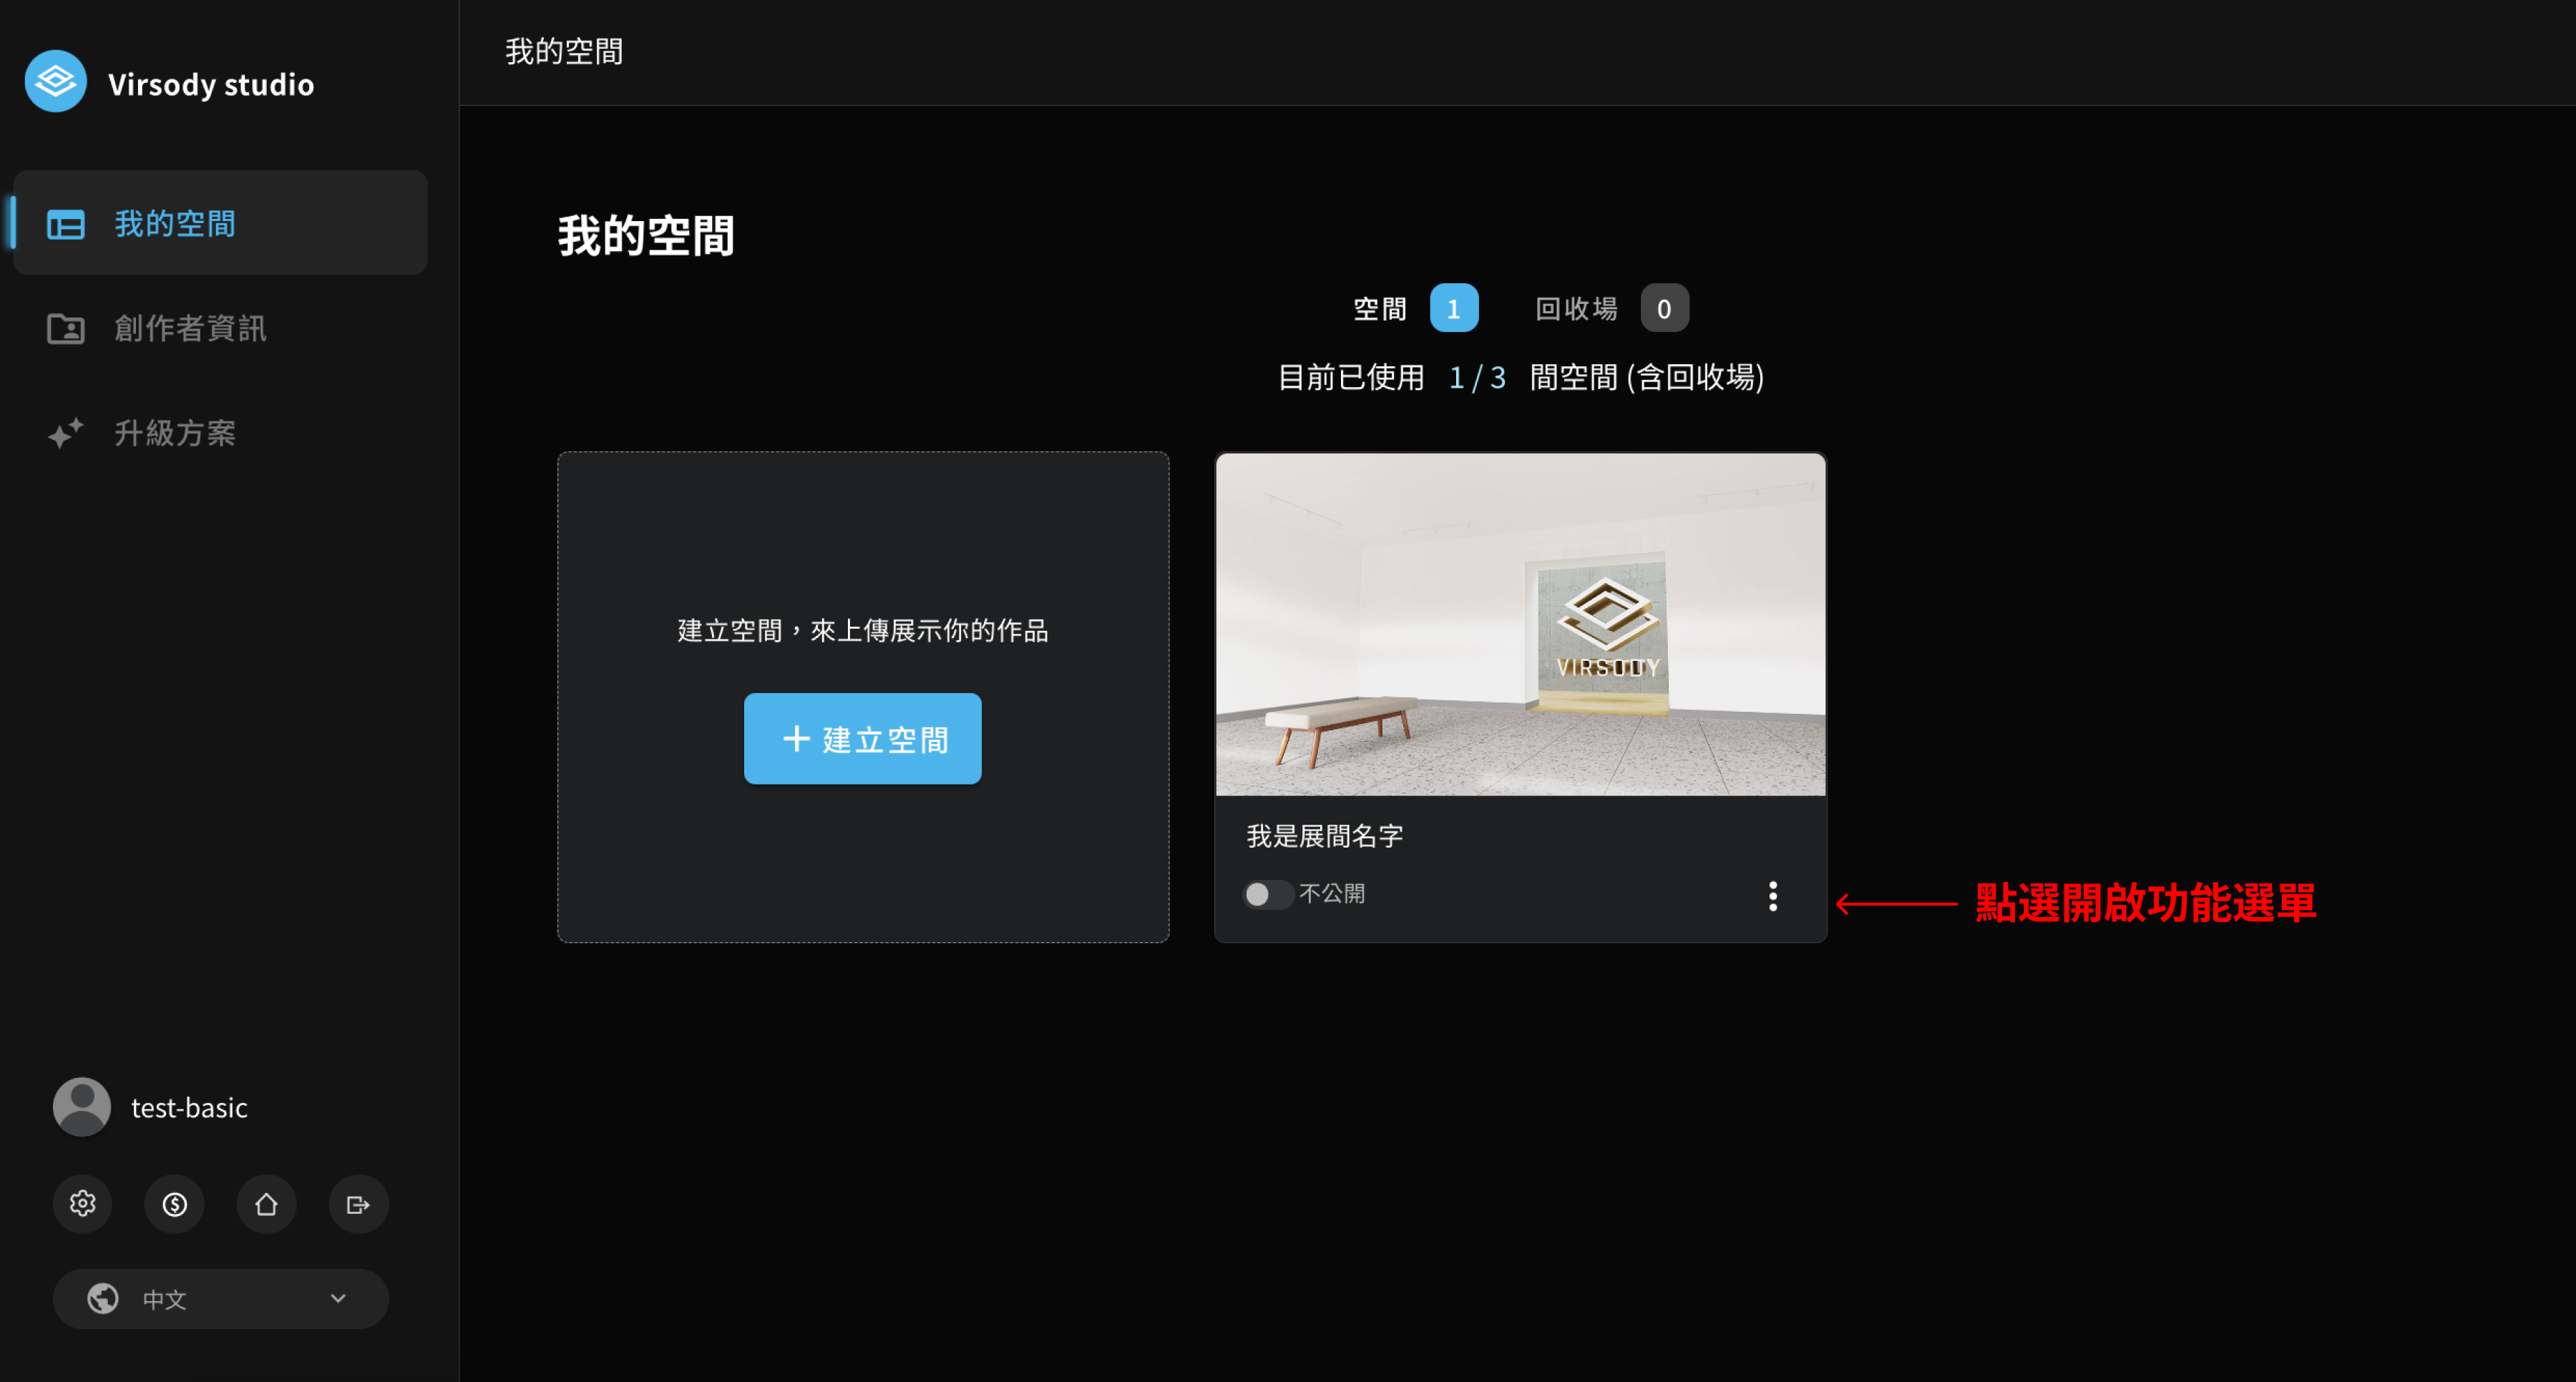 Virsody studio
我的空間
創作者資訊
升級方案
test-basic
中文
我的空間
我的空間
空間 1 回收場 0
目前已使用 1 / 3 間空間 (含回收場)
建立空間，來上傳展示你的作品
建立空間
VIRSODY
我是展間名字
不公開
點選開啟功能選單